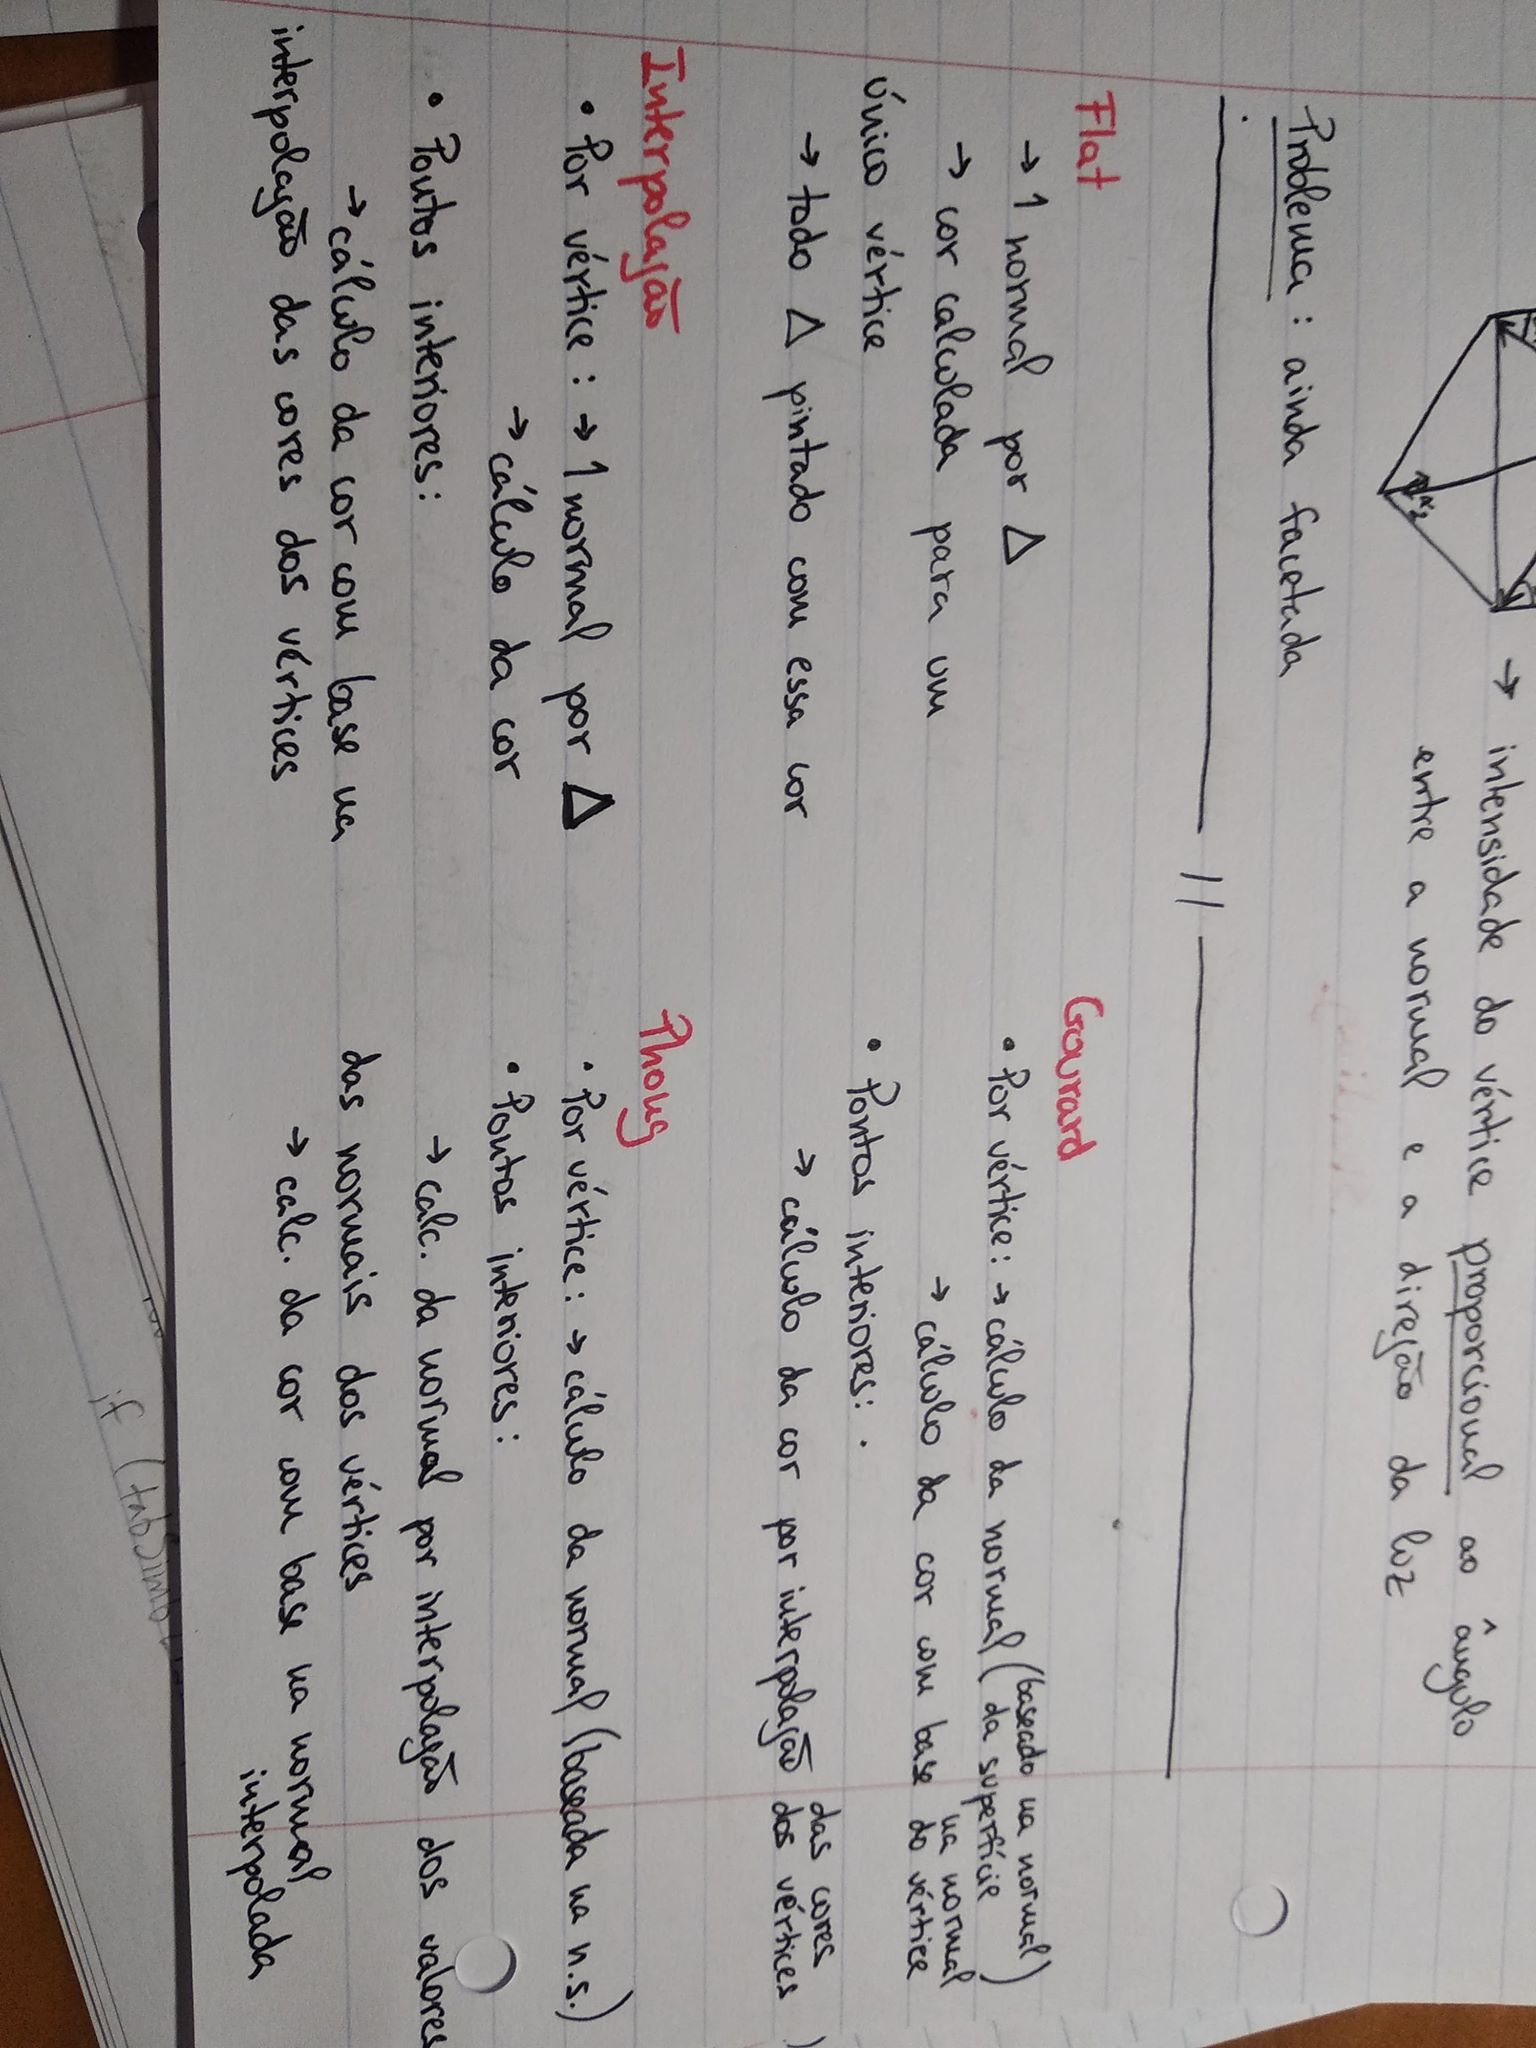 → intensidade do vértice proporcional ao ângulo
entre a normal e a direção da luz
Problema : ainda facetada
//
Flat
→ 1 normal por Δ
→ cor calculada para um
único vértice
→ todo Δ pintado com essa cor
Gourard
• Por vértice: → cálculo da normal (baseado na normal
da superfície)
→ cálculo da cor com base na normal
do vértice
• Pontos interiores: .
→ cálculo da cor por interpolação das cores
dos vértices
Interpolação
• Por vértice : → 1 normal por Δ
→ cálculo da cor
• Pontos interiores:
→ cálculo da cor com base na
interpolação das cores dos vértices
Phong
• Por vértice: → cálculo da normal (baseada na n.s.)
• Pontos interiores:
→ calc. da normal por interpolação dos valores
das normais dos vértices
→ calc. da cor com base na normal
interpolada
if (tabSimb